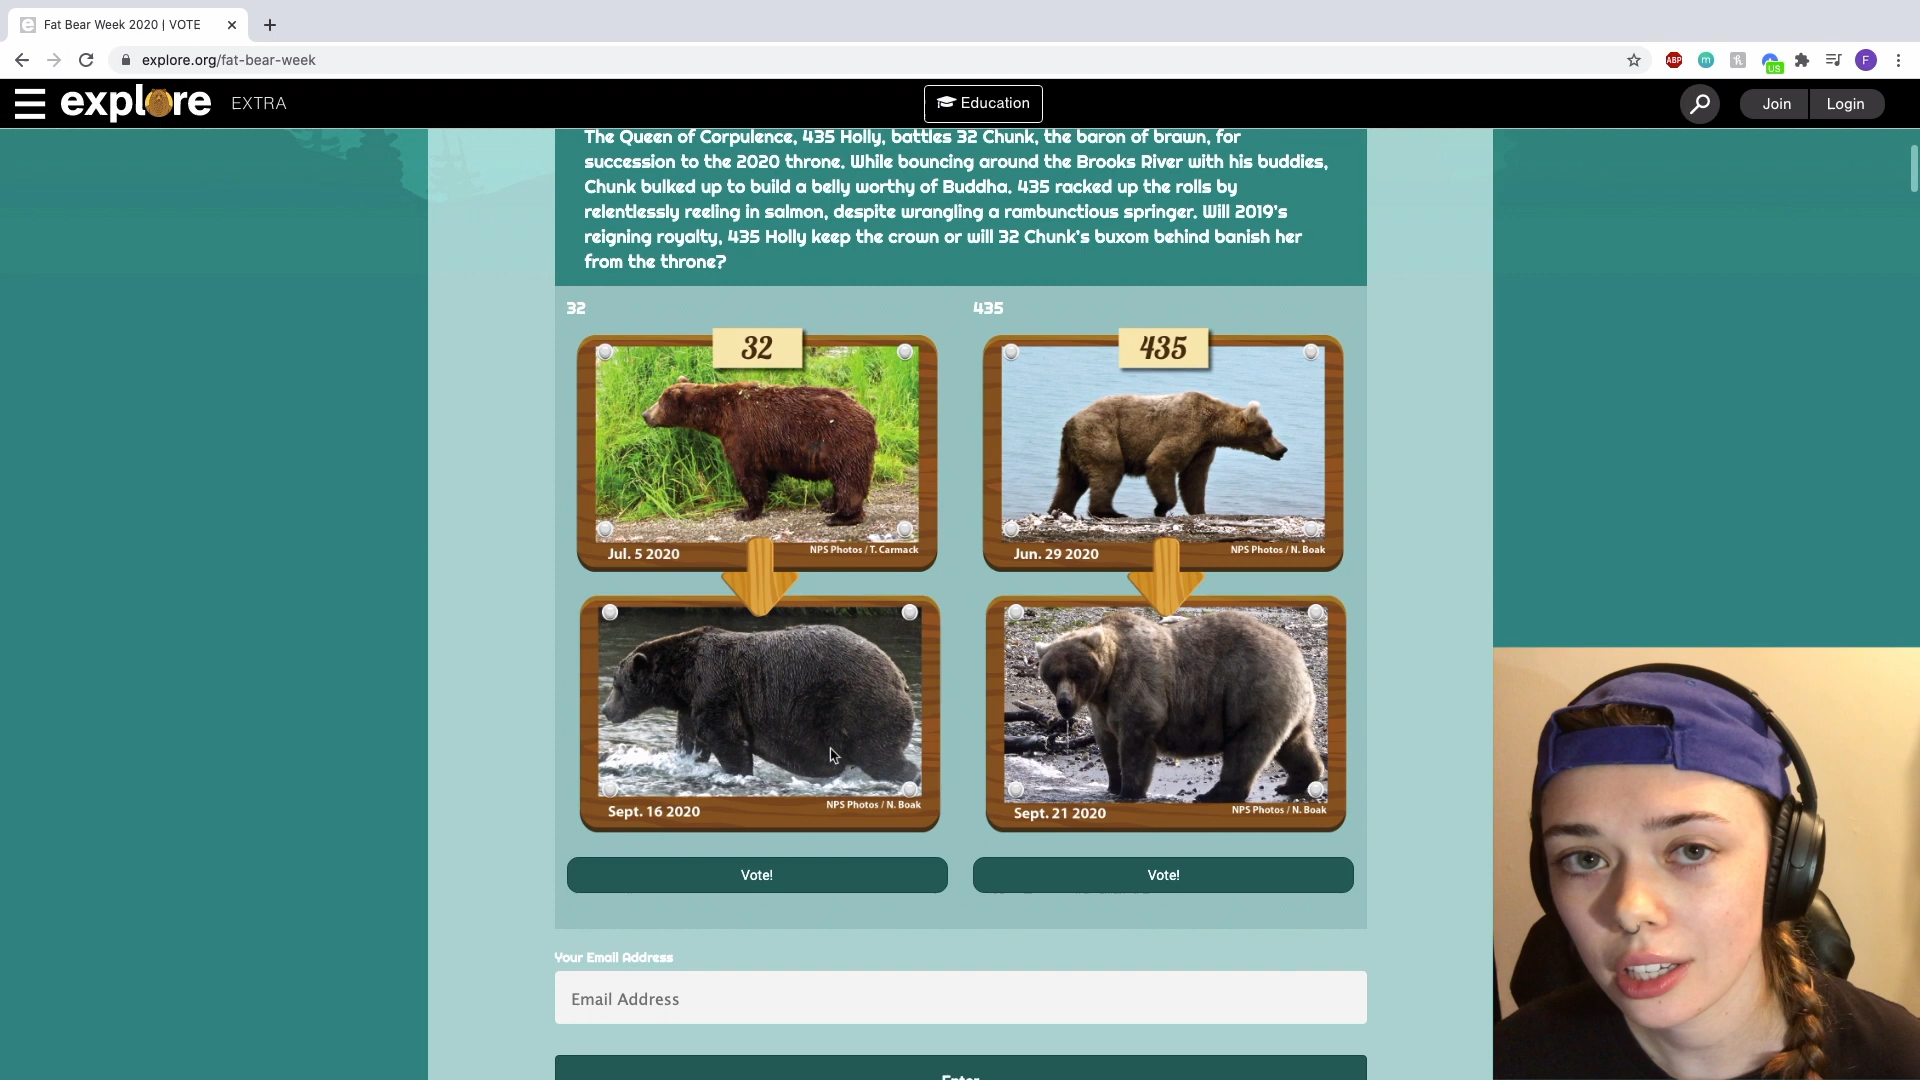 Fat Bear Week 2020 | VOTE
explore.org/fat-bear-week
ABP
m
US
F
explore EXTRA
Education
Join
Login
The Queen of Corpulence, 435 Holly, battles 32 Chunk, the baron of brawn, for
succession to the 2020 throne. While bouncing around the Brooks River with his buddies,
Chunk bulked up to build a belly worthy of Buddha. 435 racked up the rolls by
relentlessly reeling in salmon, despite wrangling a rambunctious springer. Will 2019's
reigning royalty, 435 Holly keep the crown or will 32 Chunk's buxom behind banish her
from the throne?
32
435
32
435
Jul. 5 2020
NPS Photos / T. Carmack
Jun. 29 2020
NPS Photos / N. Boak
Sept. 16 2020
NPS Photos / N. Boak
Sept. 21 2020
NPS Photos / N. Boak
Vote!
Vote!
Your Email Address
Email Address
Enter